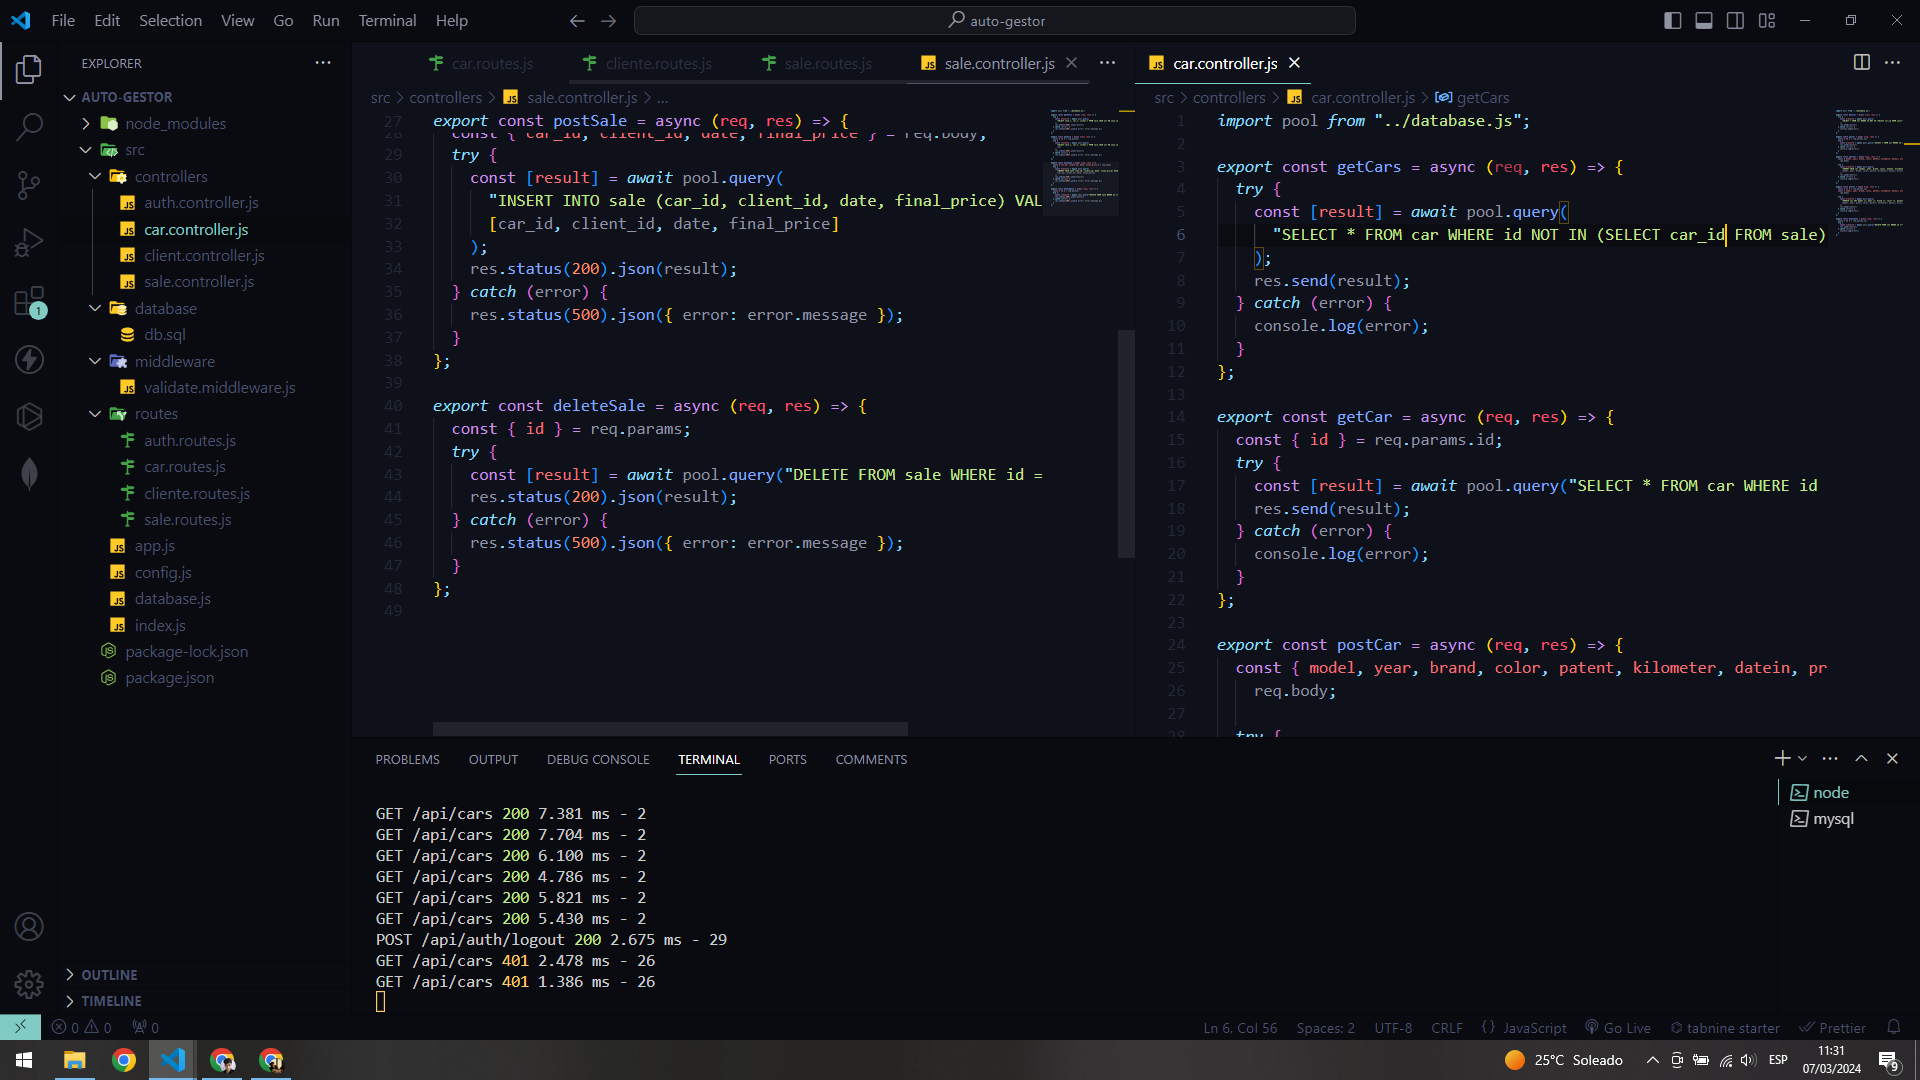 File Edit Selection View Go Run Terminal Help
auto-gestor
EXPLORER
AUTO-GESTOR
node_modules
src
controllers
auth.controller.js
car.controller.js
client.controller.js
sale.controller.js
database
db.sql
middleware
validate.middleware.js
routes
auth.routes.js
car.routes.js
cliente.routes.js
sale.routes.js
app.js
config.js
database.js
index.js
package-lock.json
package.json
OUTLINE
TIMELINE
1
car.routes.js cliente.routes.js sale.routes.js sale.controller.js
src > controllers > sale.controller.js > ...
27 export const postSale = async (req, res) => {
28 const { car_id, client_id, date, final_price } = req.body;
29 try {
30 const [result] = await pool.query(
31 "INSERT INTO sale (car_id, client_id, date, final_price) VAL
32 [car_id, client_id, date, final_price]
33 );
34 res.status(200).json(result);
35 } catch (error) {
36 res.status(500).json({ error: error.message });
37 }
38 };
39
40 export const deleteSale = async (req, res) => {
41 const { id } = req.params;
42 try {
43 const [result] = await pool.query("DELETE FROM sale WHERE id =
44 res.status(200).json(result);
45 } catch (error) {
46 res.status(500).json({ error: error.message });
47 }
48 };
49
car.controller.js
src > controllers > car.controller.js > getCars
1 import pool from "../database.js";
2
3 export const getCars = async (req, res) => {
4 try {
5 const [result] = await pool.query(
6 "SELECT * FROM car WHERE id NOT IN (SELECT car_id FROM sale)
7 );
8 res.send(result);
9 } catch (error) {
10 console.log(error);
11 }
12 };
13
14 export const getCar = async (req, res) => {
15 const { id } = req.params.id;
16 try {
17 const [result] = await pool.query("SELECT * FROM car WHERE id
18 res.send(result);
19 } catch (error) {
20 console.log(error);
21 }
22 };
23
24 export const postCar = async (req, res) => {
25 const { model, year, brand, color, patent, kilometer, datein, pr
26 req.body;
27
28 try {
PROBLEMS OUTPUT DEBUG CONSOLE TERMINAL PORTS COMMENTS
GET /api/cars 200 7.381 ms - 2
GET /api/cars 200 7.704 ms - 2
GET /api/cars 200 6.100 ms - 2
GET /api/cars 200 4.786 ms - 2
GET /api/cars 200 5.821 ms - 2
GET /api/cars 200 5.430 ms - 2
POST /api/auth/logout 200 2.675 ms - 29
GET /api/cars 401 2.478 ms - 26
GET /api/cars 401 1.386 ms - 26
node
mysql
0 0 0
Ln 6, Col 56 Spaces: 2 UTF-8 CRLF {} JavaScript Go Live tabnine starter Prettier
25°C Soleado
ESP
11:31
07/03/2024
9